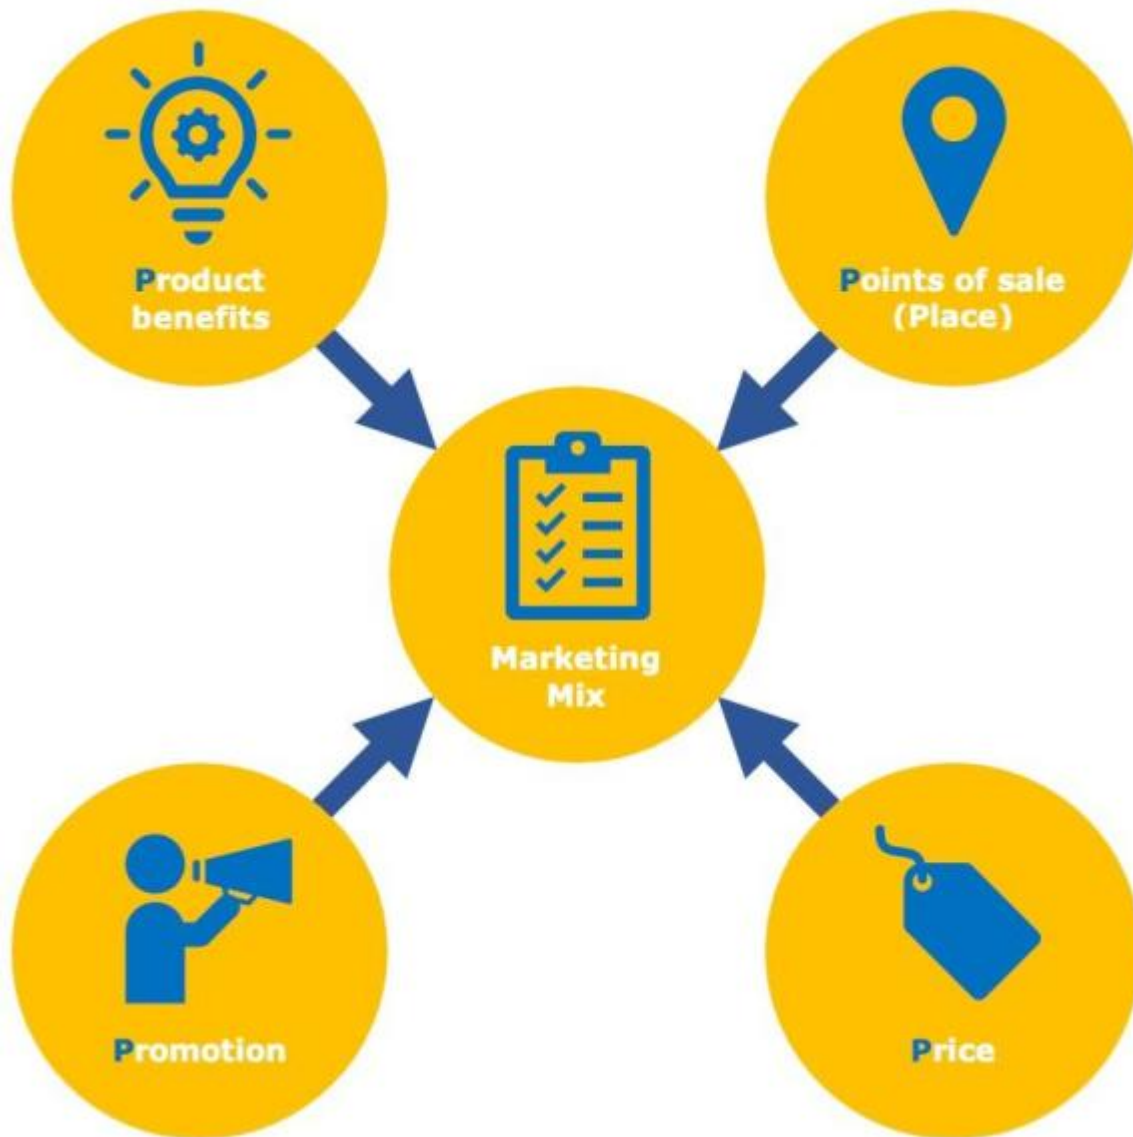 Product
benefits
Points of sale
(Place)
Marketing
Mix
Promotion
Price